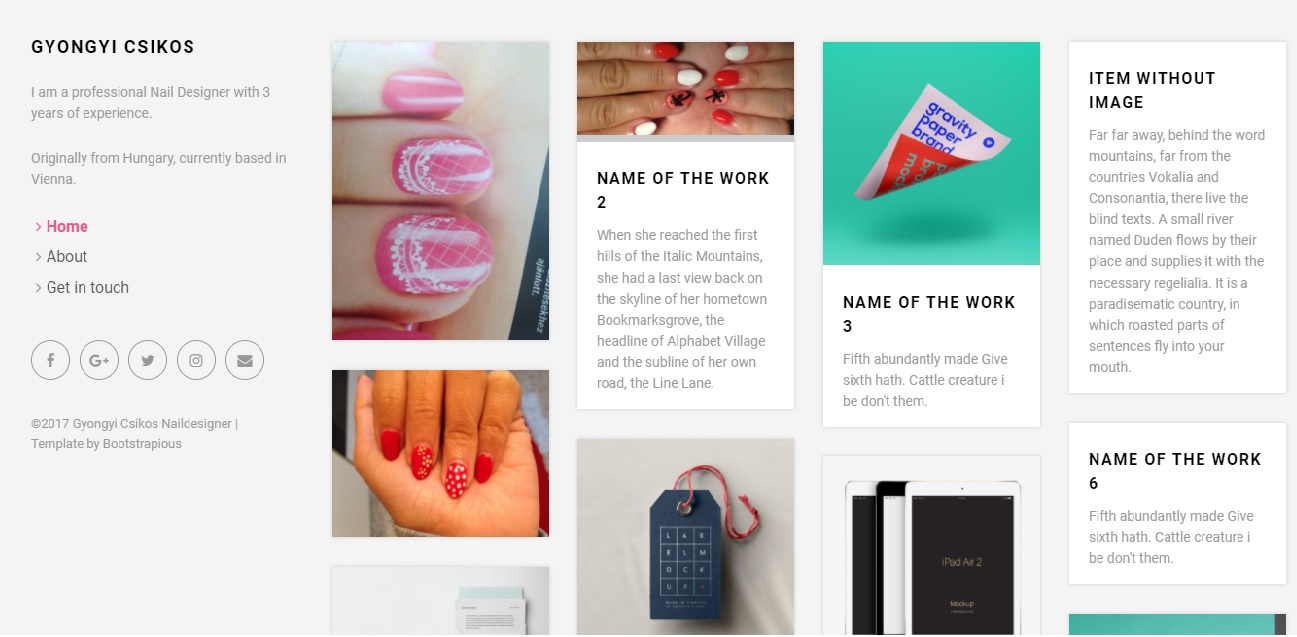 GYONGYI CSIKOS
I am a professional Nail Designer with 3
years of experience.
Originally from Hungary, currently based in
Vienna.
Home
About
Get in touch
©2017 Gyongyi Csikos Naildesigner |
Template by Bootstrapious
ajánlott.
NAME OF THE WORK
2
When she reached the first
hills of the Italic Mountains,
she had a last view back on
the skyline of her hometown
Bookmarksgrove, the
headline of Alphabet Village
and the subline of her own
road, the Line Lane.
L A B
E L M
O C K
U P
gravity
paper
brand
NAME OF THE WORK
3
Fifth abundantly made Give
sixth hath. Cattle creature i
be don't them.
iPad Air 2
Mockup
ITEM WITHOUT
IMAGE
Far far away, behind the word
mountains, far from the
countries Vokalia and
Consonantia, there live the
blind texts. A small river
named Duden flows by their
place and supplies it with the
necessary regelialia. It is a
paradisematic country, in
which roasted parts of
sentences fly into your
mouth.
NAME OF THE WORK
6
Fifth abundantly made Give
sixth hath. Cattle creature i
be don't them.